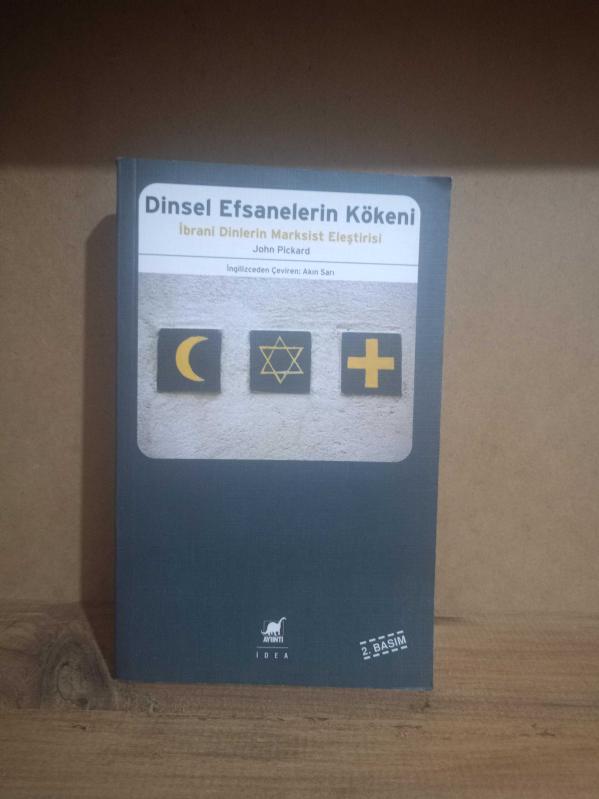 Dinsel Efsanelerin Kökeni
İbrani Dinlerin Marksist Eleştirisi
John Pickard
İngilizceden Çeviren: Akın Sarı
AYRINTI
İDEA
2. BASIM